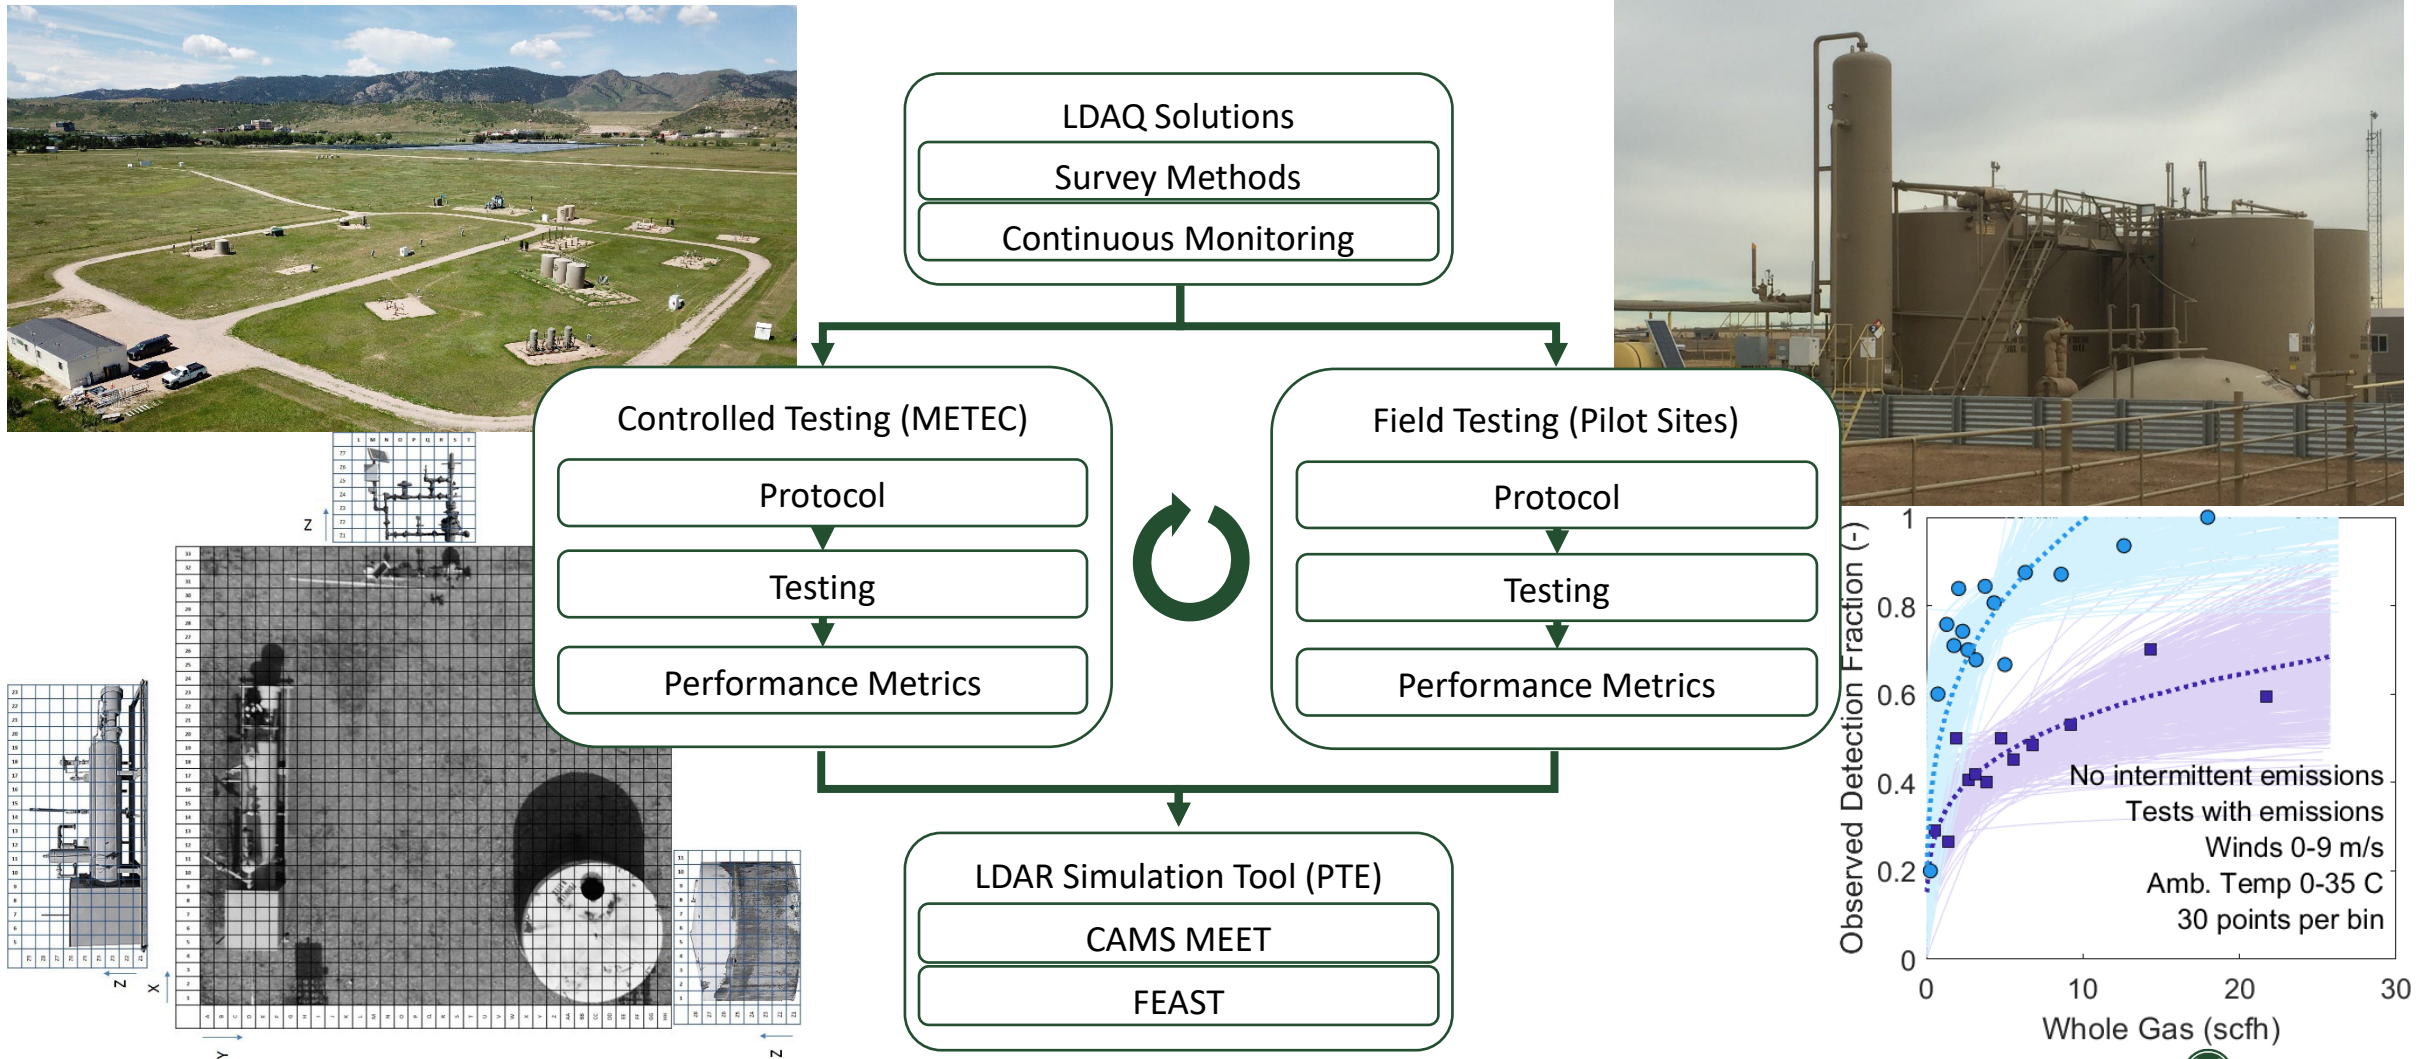 LDAQ Solutions
Survey Methods
Continuous Monitoring
Controlled Testing (METEC)
Protocol
Testing
Performance Metrics
Field Testing (Pilot Sites)
Protocol
Testing
Performance Metrics
LDAR Simulation Tool (PTE)
CAMS MEET
FEAST
Z
Z
X
Y
Z
Observed Detection Fraction (-)
1
0.8
0.6
0.4
0.2
0
No intermittent emissions
Tests with emissions
Winds 0-9 m/s
Amb. Temp 0-35 C
30 points per bin
0 10 20 30
Whole Gas (scfh)